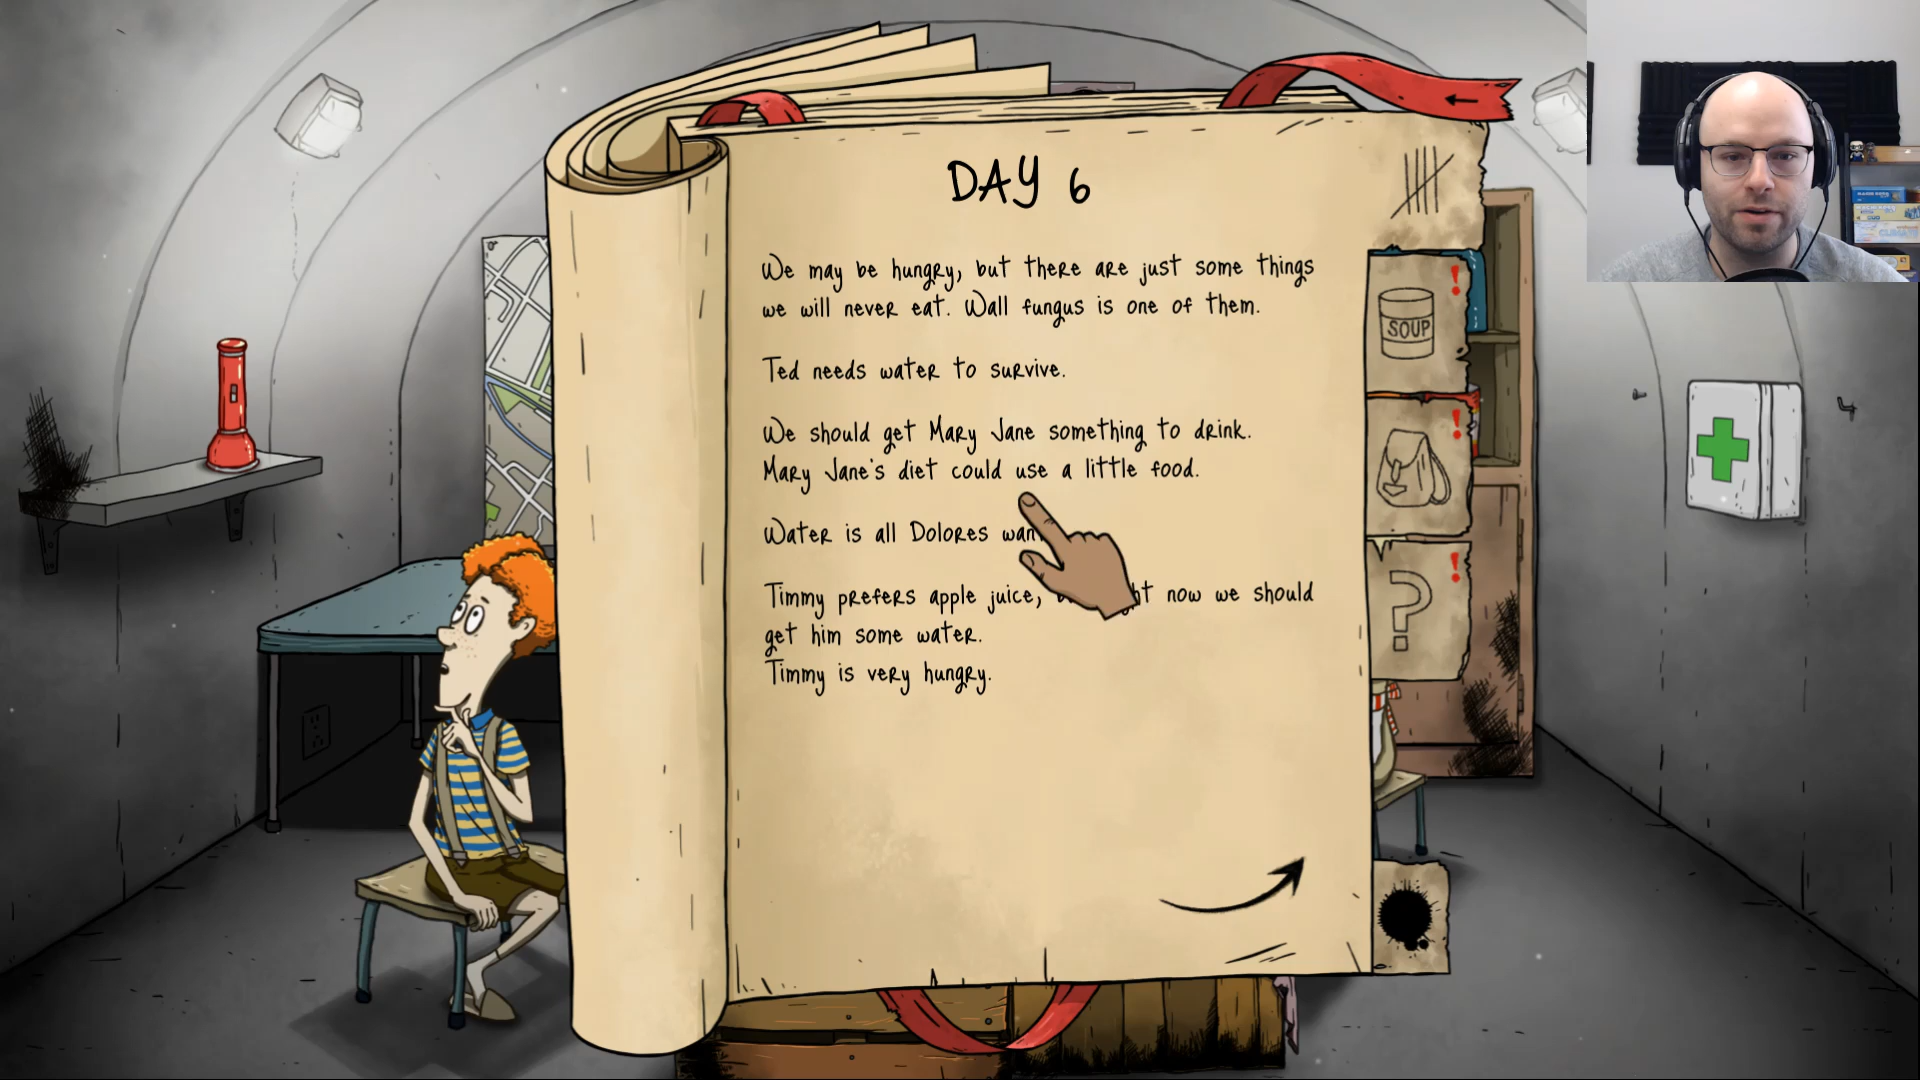 DAY 6
We may be hungry, but there are just some things
we will never eat. Wall fungus is one of them.
Ted needs water to survive.
We should get Mary Jane something to drink.
Mary Jane's diet could use a little food.
Water is all Dolores
Timmy prefers apple juice, now we should
get him some water.
Timmy is very hungry.
!
SOUP
!
!
?